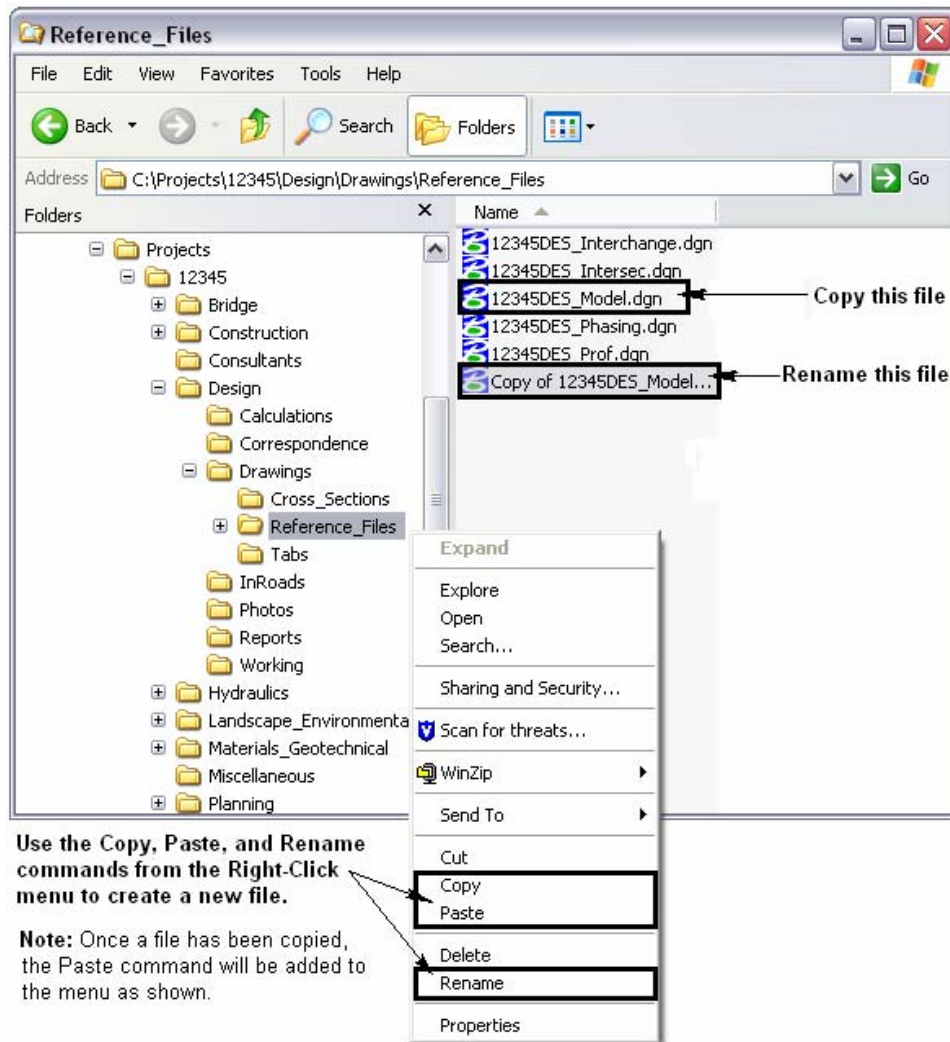 Reference_Files
File Edit View Favorites Tools Help
Back Search Folders
Address C:\Projects\12345\Design\Drawings\Reference_Files Go
Folders
Projects
12345
Bridge
Construction
Consultants
Design
Calculations
Correspondence
Drawings
Cross_Sections
Reference_Files
Tabs
InRoads
Photos
Reports
Working
Hydraulics
Landscape_Environmenta
Materials_Geotechnical
Miscellaneous
Planning
Name
12345DES_Interchange.dgn
12345DES_Intersec.dgn
12345DES_Model.dgn
12345DES_Phasing.dgn
12345DES_Prof.dgn
Copy of 12345DES_Model...
Copy this file
Rename this file
Expand
Explore
Open
Search...
Sharing and Security...
Scan for threats...
WinZip
Send To
Cut
Copy
Paste
Delete
Rename
Properties
Use the Copy, Paste, and Rename
commands from the Right-Click
menu to create a new file.
Note: Once a file has been copied,
the Paste command will be added to
the menu as shown.